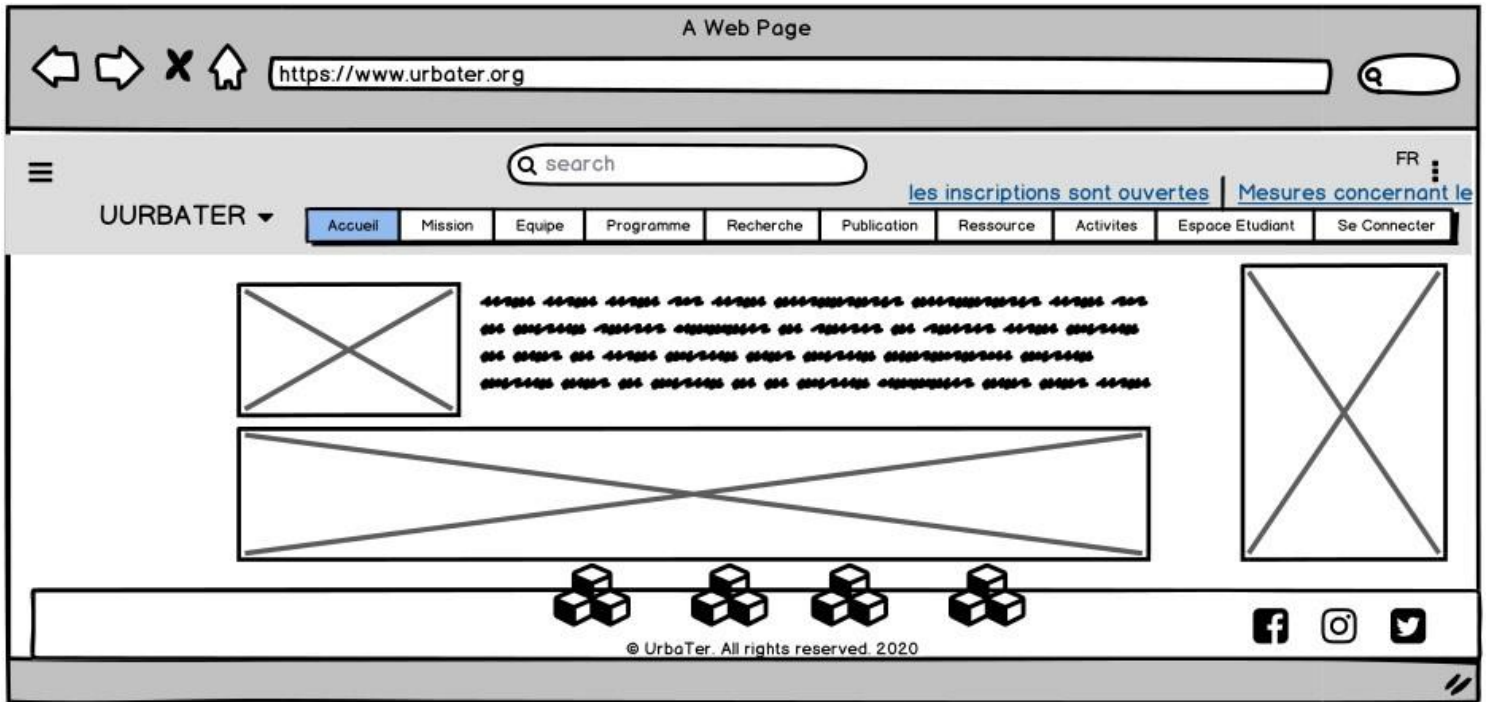 A Web Page
https://www.urbater.org
search
FR
les inscriptions sont ouvertes Mesures concernant le
UURBATER
Accueil Mission Equipe Programme Recherche Publication Ressource Activites Espace Etudiant Se Connecter
© UrbaTer. All rights reserved. 2020